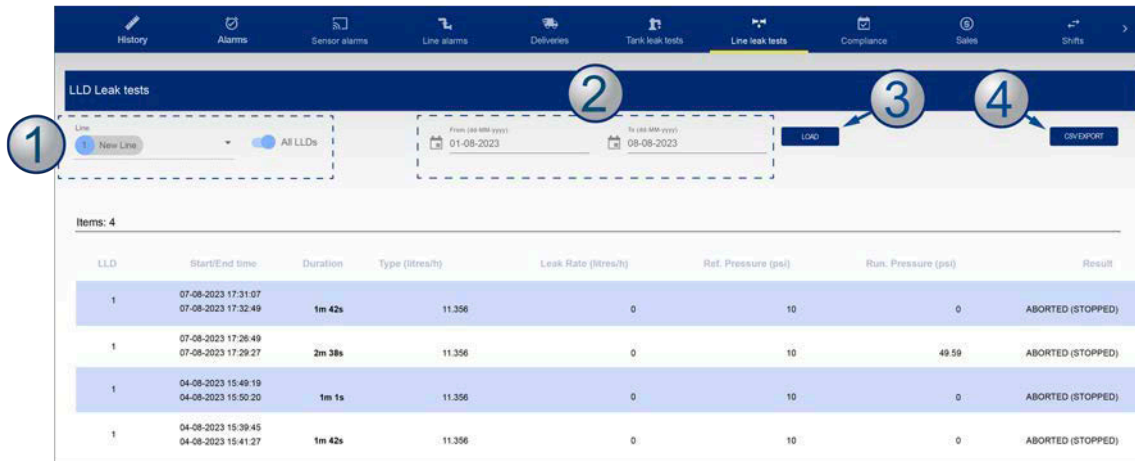 History Alarms Sensor alarms Line alarms Deliveries Tank leak tests Line leak tests Compliance Sales Shifts
LLD Leak tests
1
2
3
4
Line
1 New Line
All LLDs
From (dd-MM-yyyy)
01-08-2023
To (dd-MM-yyyy)
08-08-2023
LOAD
CSV EXPORT
Items: 4
LLD Start/End time Duration Type (litres/h) Leak Rate (litres/h) Ref. Pressure (psi) Run. Pressure (psi) Result
1 07-08-2023 17:31:07
07-08-2023 17:32:49 1m 42s 11.356 0 10 0 ABORTED (STOPPED)
1 07-08-2023 17:26:49
07-08-2023 17:29:27 2m 38s 11.356 0 10 49.59 ABORTED (STOPPED)
1 04-08-2023 15:49:19
04-08-2023 15:50:20 1m 1s 11.356 0 10 0 ABORTED (STOPPED)
1 04-08-2023 15:39:45
04-08-2023 15:41:27 1m 42s 11.356 0 10 0 ABORTED (STOPPED)